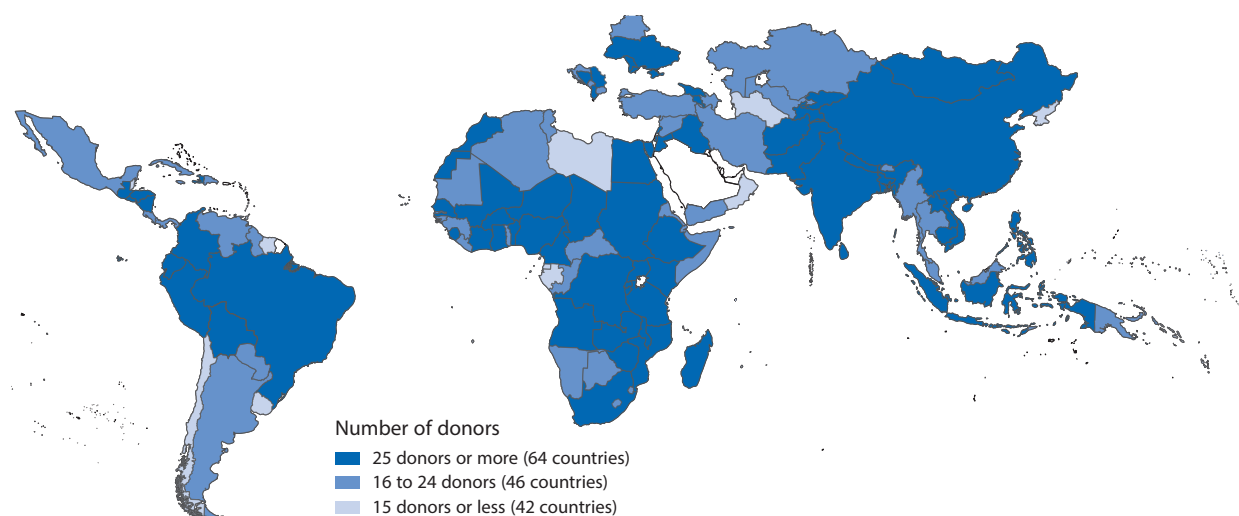 Number of donors
25 donors or more (64 countries)
16 to 24 donors (46 countries)
15 donors or less (42 countries)